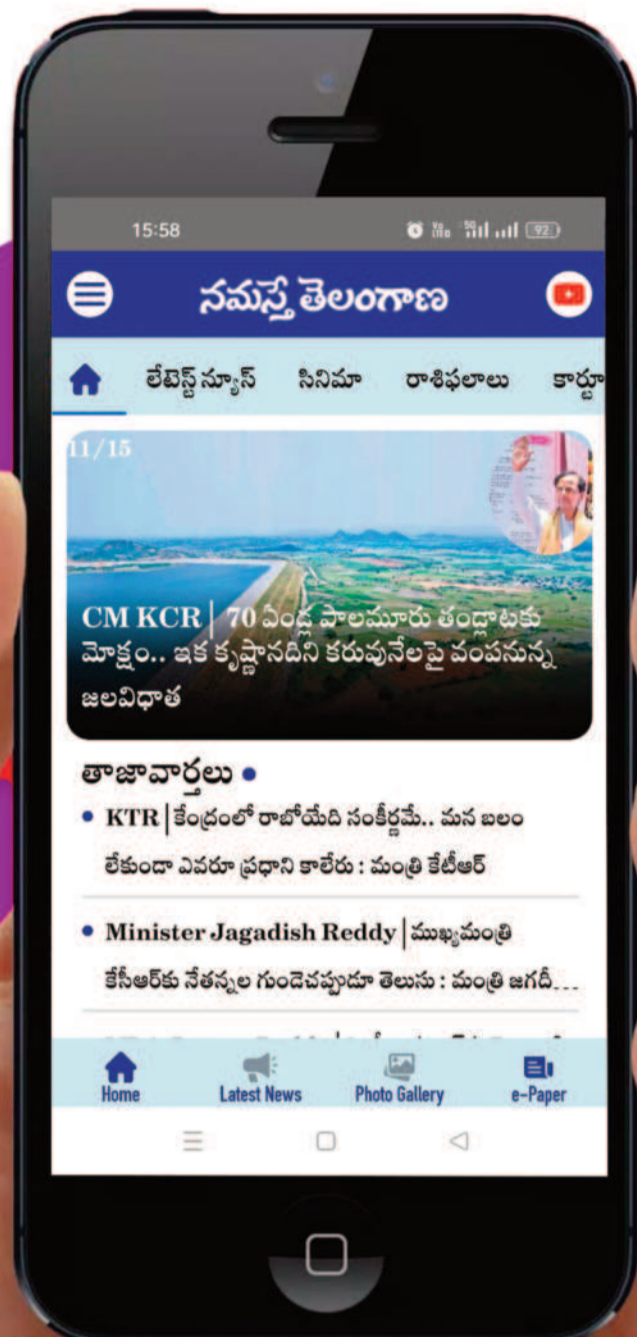 15:58
92
నమస్తే తెలంగాణ
లేటెస్ట్ న్యూస్ సినిమా రాశిఫలాలు కార్టూ
11/15
CM KCR | 70 ఏండ్ల పాలమూరు తండ్లాటకు
మోక్షం.. ఇక కృష్ణానదిని కరువునేలపై వంపనున్న
జలవిధాత
తాజావార్తలు
KTR | కేంద్రంలో రాబోయేది సంకీర్ణమే.. మన బలం
లేకుండా ఎవరూ ప్రధాని కాలేరు : మంత్రి కేటీఆర్
Minister Jagadish Reddy | ముఖ్యమంత్రి
కేసీఆర్‌కు నేతన్నల గుండెచప్పుడూ తెలుసు : మంత్రి జగదీ...
Home Latest News Photo Gallery e-Paper